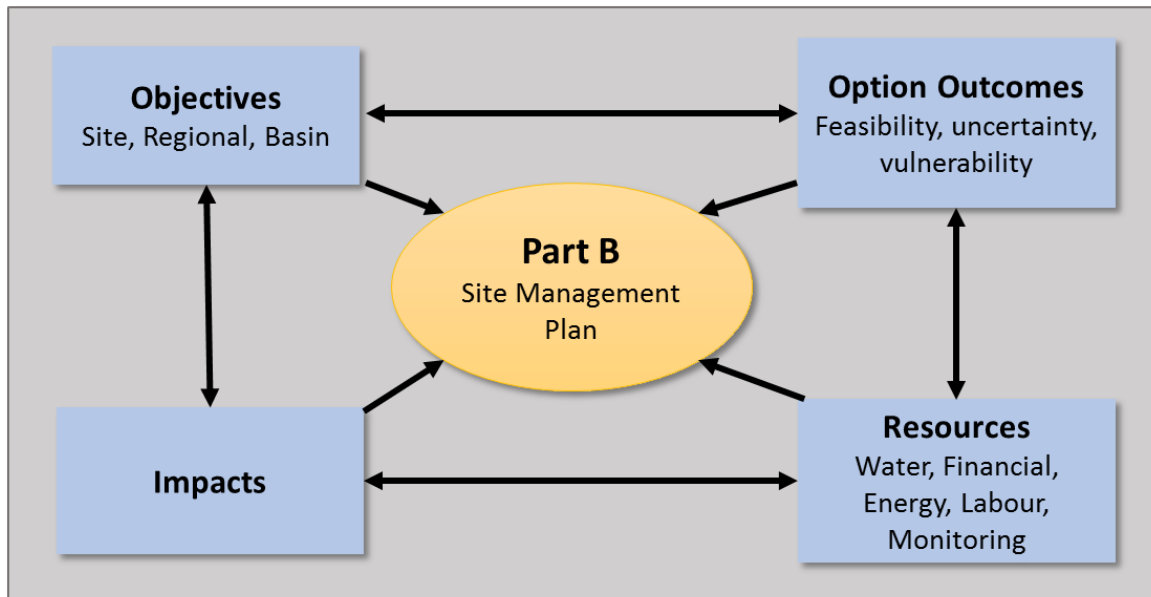 Objectives
Site, Regional, Basin
Option Outcomes
Feasibility, uncertainty,
vulnerability
Part B
Site Management
Plan
Impacts
Resources
Water, Financial,
Energy, Labour,
Monitoring